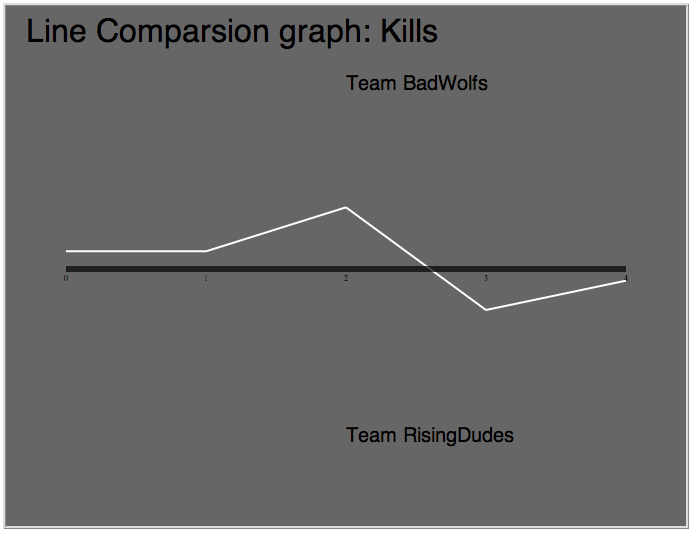 Line Comparsion graph: Kills
Team BadWolfs
0 1 2 3 4
Team RisingDudes